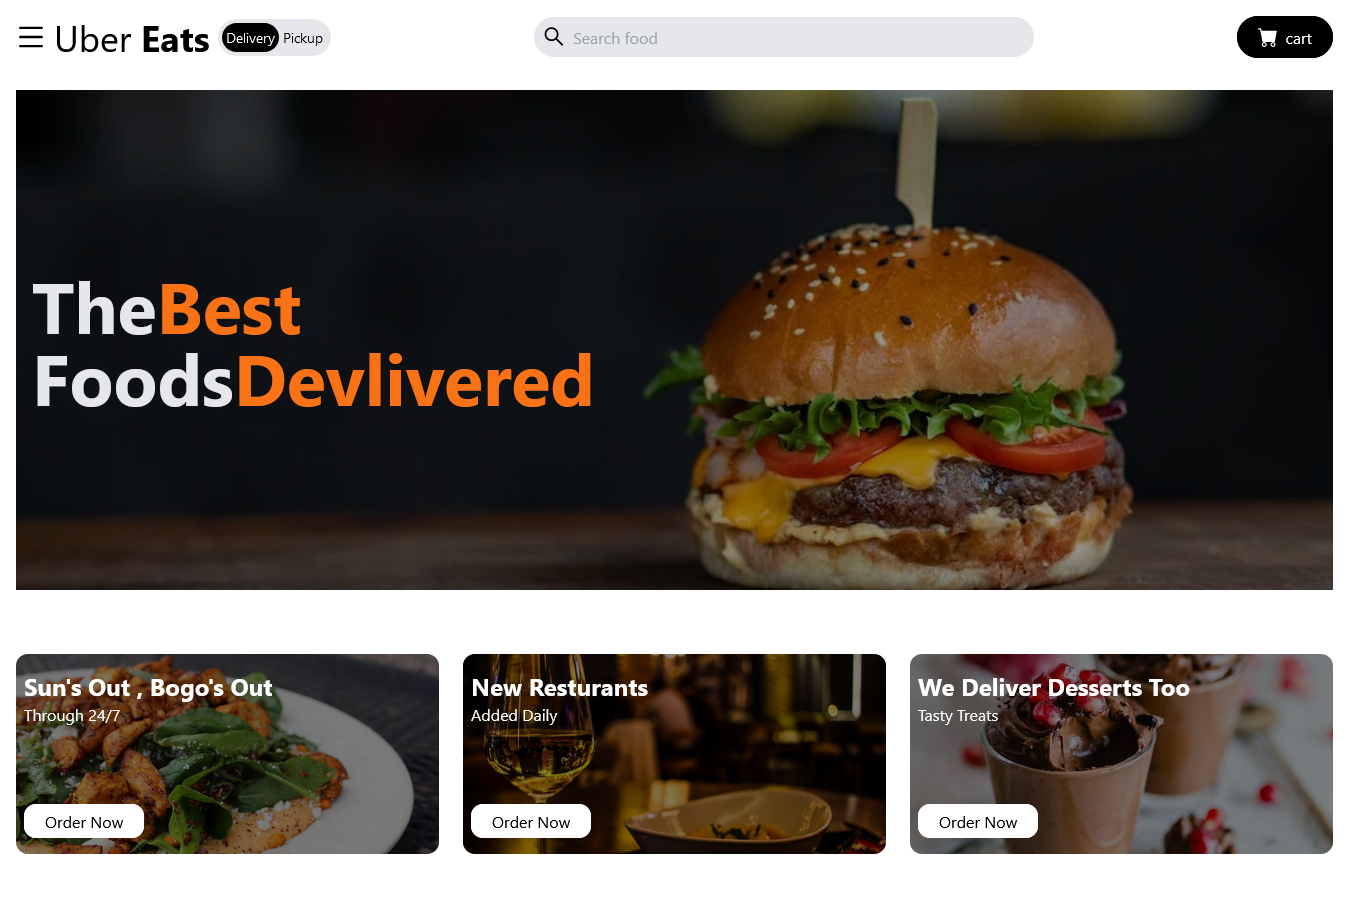 Uber Eats Delivery Pickup Search food cart
TheBest
FoodsDevlivered
Sun's Out , Bogo's Out
Through 24/7
Order Now
New Resturants
Added Daily
Order Now
We Deliver Desserts Too
Tasty Treats
Order Now